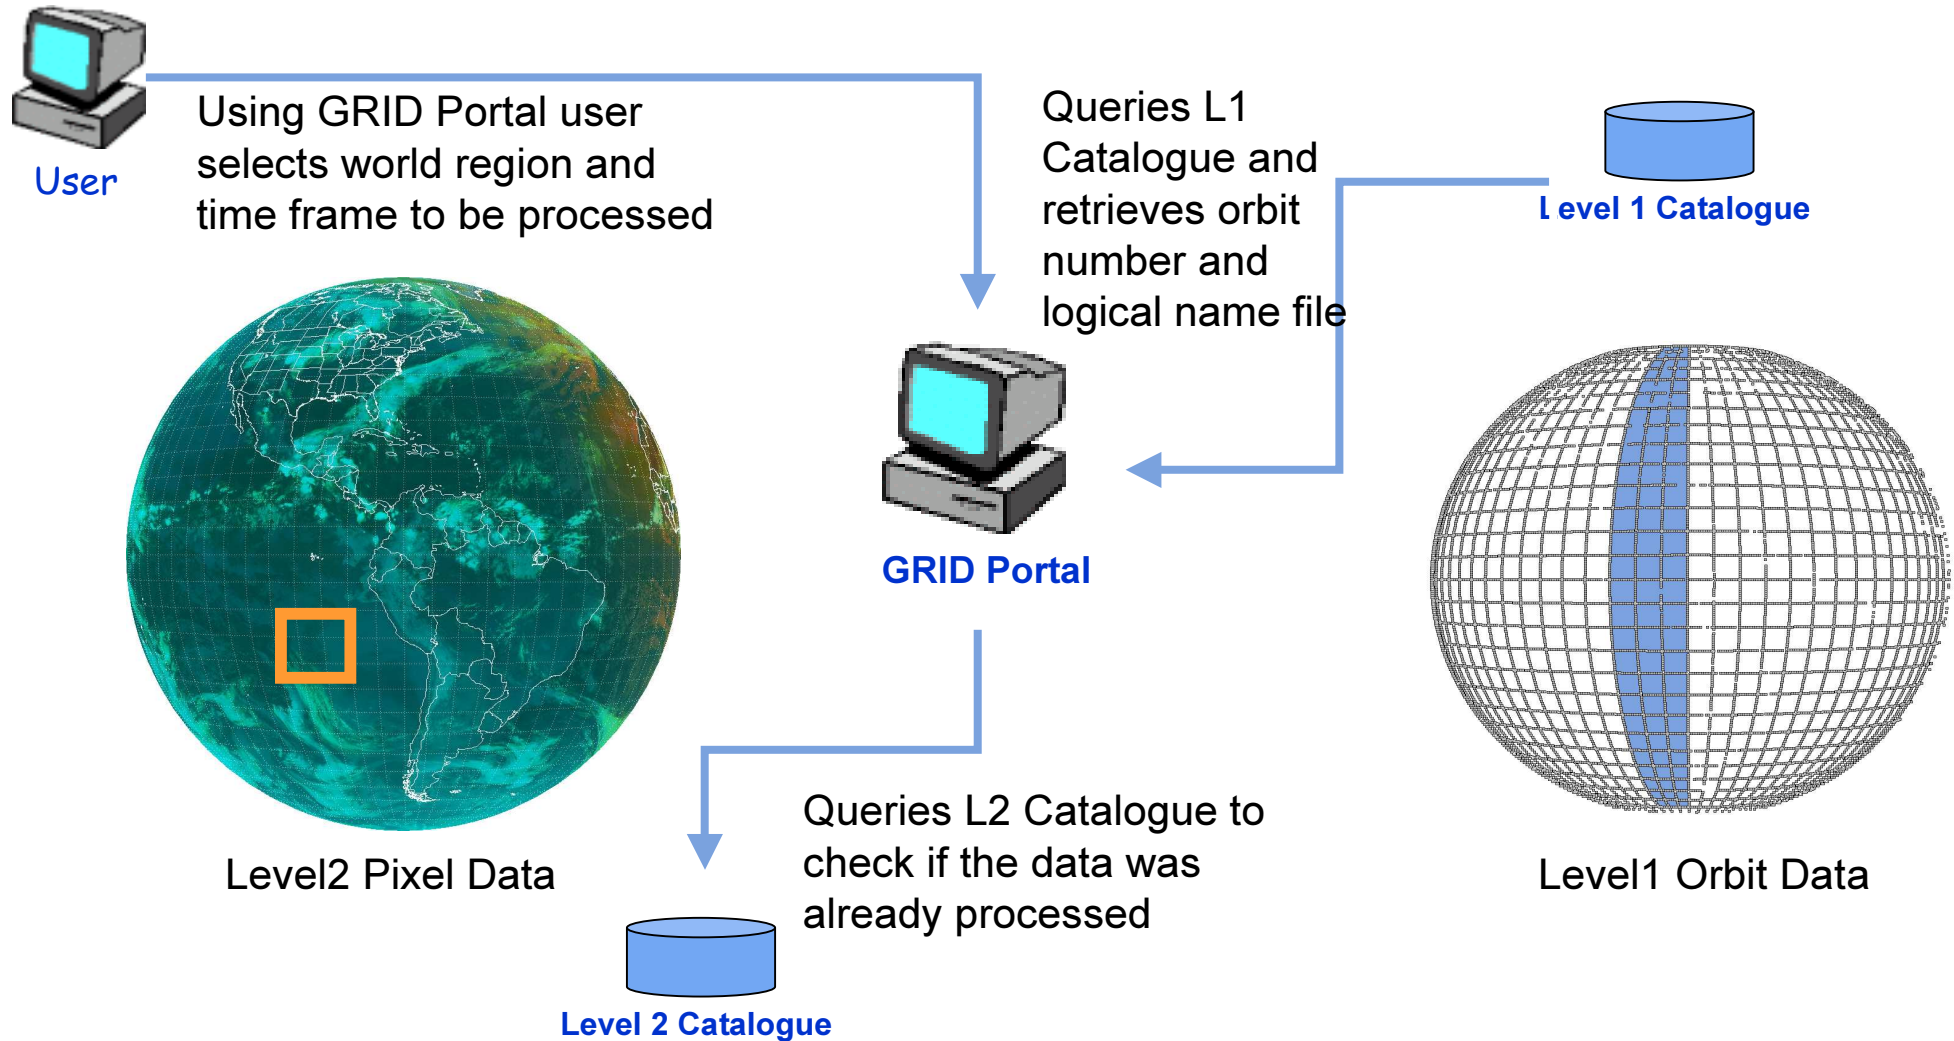 User
Using GRID Portal user
selects world region and
time frame to be processed
Queries L1
Catalogue and
retrieves orbit
number and
logical name file
Level 1 Catalogue
GRID Portal
Level2 Pixel Data
Queries L2 Catalogue to
check if the data was
already processed
Level1 Orbit Data
Level 2 Catalogue